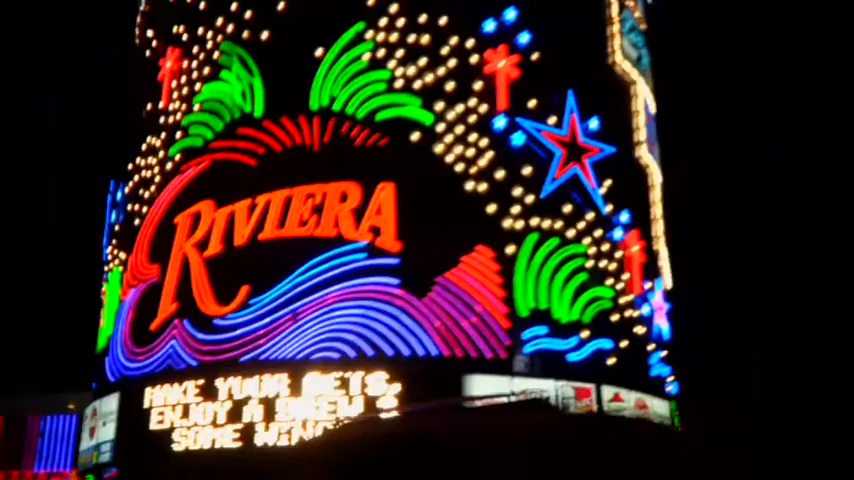 RIVIERA
MAKE YOUR BETS,
ENJOY A BREW &
SOME